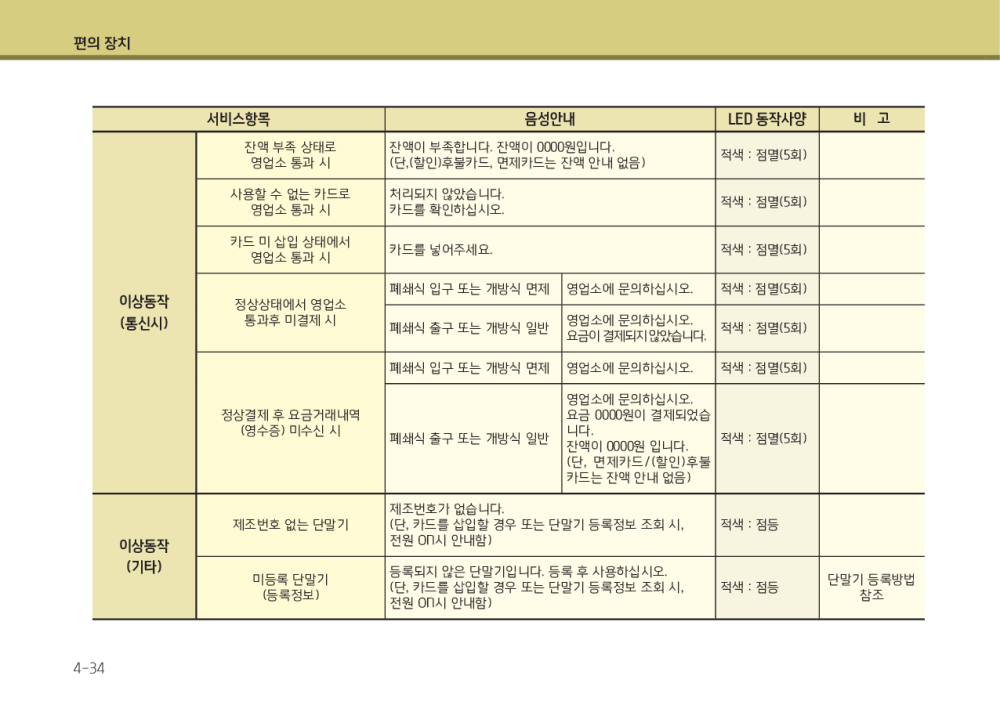 편의 장치
서비스항목
음성안내
LED 동작사양
비 고
이상동작
(통신시)
잔액 부족 상태로
영업소 통과 시
잔액이 부족합니다. 잔액이 0000원입니다.
(단,(할인)후불카드, 면제카드는 잔액 안내 없음)
적색 : 점멸(5회)
사용할 수 없는 카드로
영업소 통과 시
처리되지 않았습니다.
카드를 확인하십시오.
적색 : 점멸(5회)
카드 미 삽입 상태에서
영업소 통과 시
카드를 넣어주세요.
적색 : 점멸(5회)
정상상태에서 영업소
통과후 미결제 시
폐쇄식 입구 또는 개방식 면제
영업소에 문의하십시오.
적색 : 점멸(5회)
폐쇄식 출구 또는 개방식 일반
영업소에 문의하십시오.
요금이 결제되지 않았습니다.
적색 : 점멸(5회)
정상결제 후 요금거래내역
(영수증) 미수신 시
폐쇄식 입구 또는 개방식 면제
영업소에 문의하십시오.
적색 : 점멸(5회)
폐쇄식 출구 또는 개방식 일반
영업소에 문의하십시오.
요금 0000원이 결제되었습
니다.
잔액이 0000원 입니다.
(단, 면제카드/(할인)후불
카드는 잔액 안내 없음)
적색 : 점멸(5회)
이상동작
(기타)
제조번호 없는 단말기
제조번호가 없습니다.
(단, 카드를 삽입할 경우 또는 단말기 등록정보 조회 시,
전원 On시 안내함)
적색 : 점등
미등록 단말기
(등록정보)
등록되지 않은 단말기입니다. 등록 후 사용하십시오.
(단, 카드를 삽입할 경우 또는 단말기 등록정보 조회 시,
전원 On시 안내함)
적색 : 점등
단말기 등록방법
참조
4-34